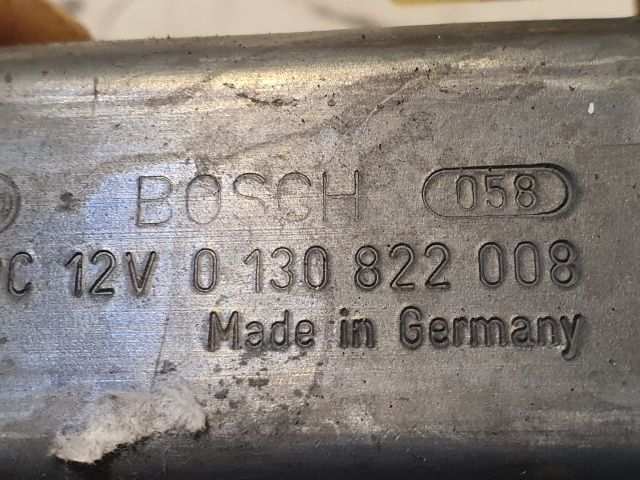 BOSCH 058
C 12V 0 130 822 008
Made in Germany